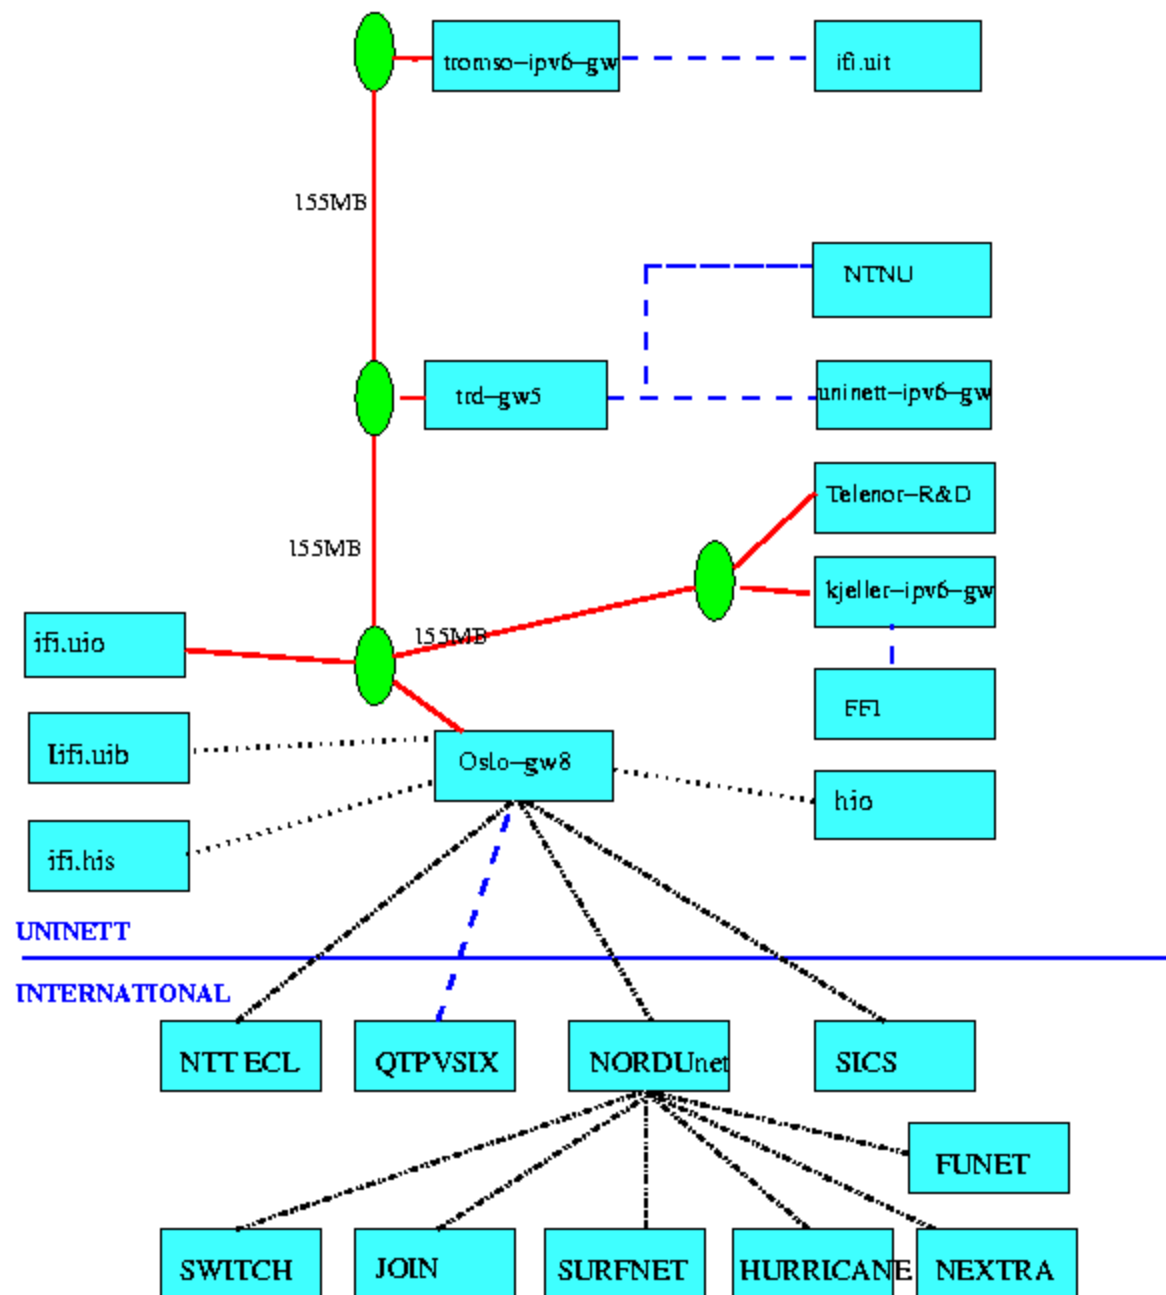 tromso-ipv6-gw
ifi.uit
155MB
NTNU
trd-gw5
uninett-ipv6-gw
Telenor-R&D
155MB
kjeller-ipv6-gw
155MB
ifi.uio
FFI
Iifi.uib
Oslo-gw8
hio
ifi.his
UNINETT
INTERNATIONAL
NTT ECL
QTPVSIX
NORDUnet
SICS
FUNET
SWITCH
JOIN
SURFNET
HURRICANE
NEXTRA